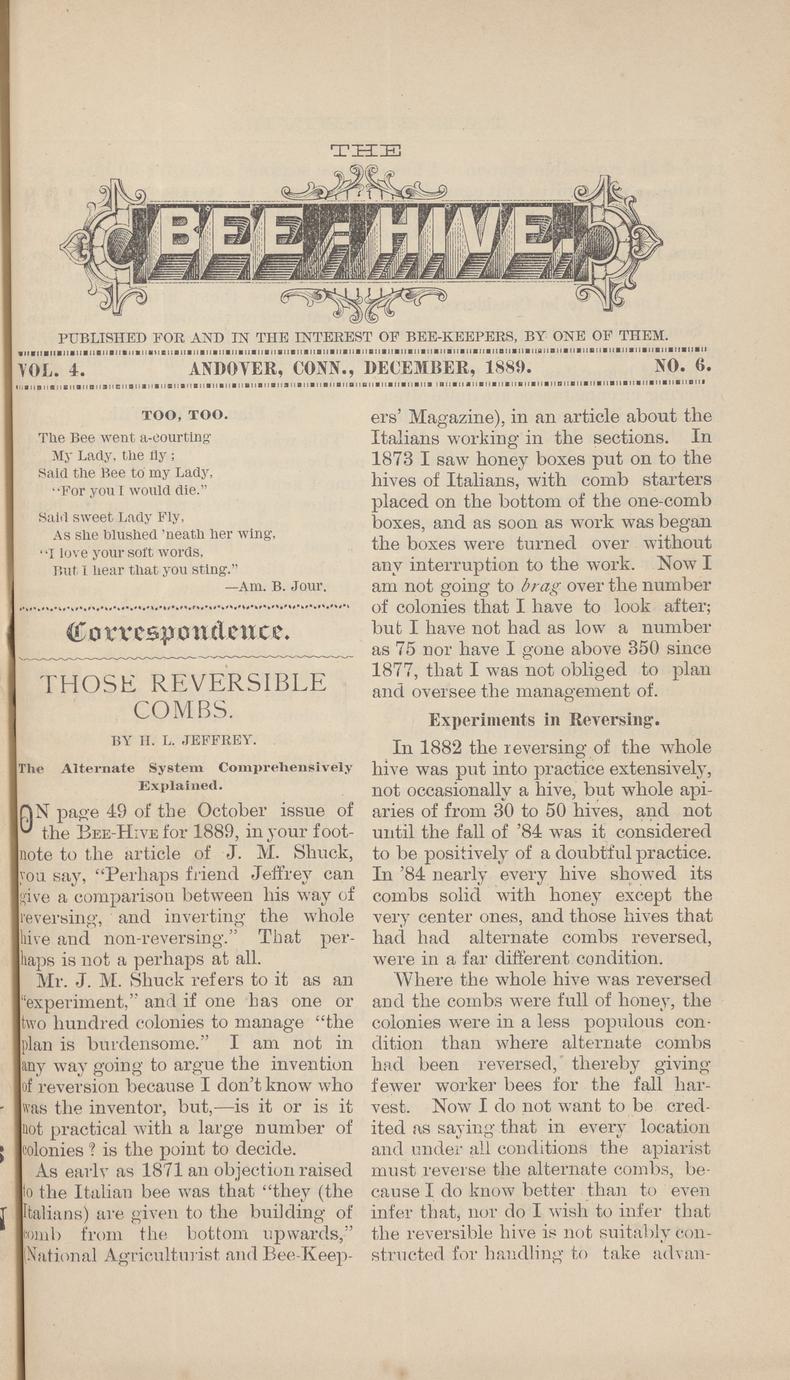 THE
BEE-HIVE.
PUBLISHED FOR AND IN THE INTEREST OF BEE-KEEPERS, BY ONE OF THEM.
VOL. 4. ANDOVER, CONN., DECEMBER, 1889. NO. 6.
TOO, TOO.
The Bee went a-courting
My Lady, the fly;
Said the Bee to my Lady,
"For you I would die."
Said sweet Lady Fly,
As she blushed 'neath her wing,
"I love your soft words,
But I hear that you sting."
—Am. B. Jour.
Correspondence.
THOSE REVERSIBLE
COMBS.
BY H. L. JEFFREY.
The Alternate System Comprehensively
Explained.
ON page 49 of the October issue of
the BEE-HIVE for 1889, in your foot-
note to the article of J. M. Shuck,
you say, "Perhaps friend Jeffrey can
give a comparison between his way of
reversing, and inverting the whole
hive and non-reversing." That per-
haps is not a perhaps at all.
Mr. J. M. Shuck refers to it as an
"experiment," and if one has one or
two hundred colonies to manage "the
plan is burdensome." I am not in
any way going to argue the invention
of reversion because I don't know who
was the inventor, but,—is it or is it
not practical with a large number of
colonies? is the point to decide.
As early as 1871 an objection raised
to the Italian bee was that "they (the
Italians) are given to the building of
comb from the bottom upwards,"
(National Agriculturist and Bee-Keep-
ers' Magazine), in an article about the
Italians working in the sections. In
1873 I saw honey boxes put on to the
hives of Italians, with comb starters
placed on the bottom of the one-comb
boxes, and as soon as work was began
the boxes were turned over without
any interruption to the work. Now I
am not going to brag over the number
of colonies that I have to look after;
but I have not had as low a number
as 75 nor have I gone above 350 since
1877, that I was not obliged to plan
and oversee the management of.
Experiments in Reversing.
In 1882 the reversing of the whole
hive was put into practice extensively,
not occasionally a hive, but whole api-
aries of from 30 to 50 hives, and not
until the fall of '84 was it considered
to be positively of a doubtful practice.
In '84 nearly every hive showed its
combs solid with honey except the
very center ones, and those hives that
had had alternate combs reversed,
were in a far different condition.
Where the whole hive was reversed
and the combs were full of honey, the
colonies were in a less populous con-
dition than where alternate combs
had been reversed, thereby giving
fewer worker bees for the fall har-
vest. Now I do not want to be cred-
ited as saying that in every location
and under all conditions the apiarist
must reverse the alternate combs, be-
cause I do know better than to even
infer that, nor do I wish to infer that
the reversible hive is not suitably con-
structed for handling to take advan-